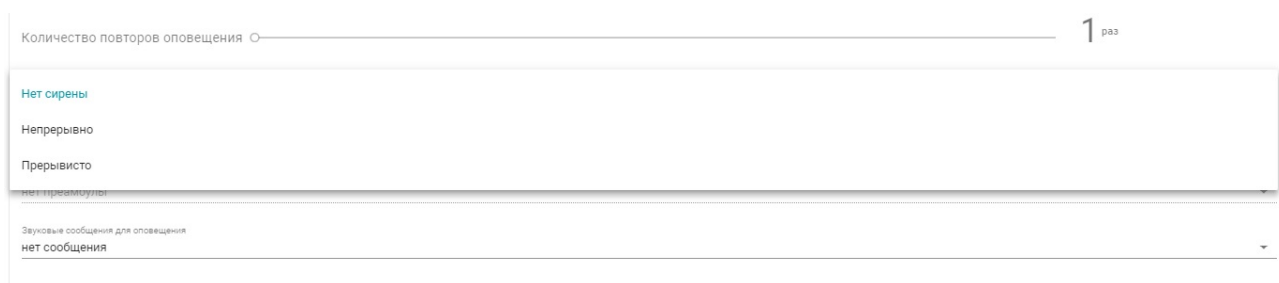 Количество повторов оповещения 1 раз
Нет сирены
Непрерывно
Прерывисто
нет преамбулы
Звуковые сообщения для оповещения
нет сообщения